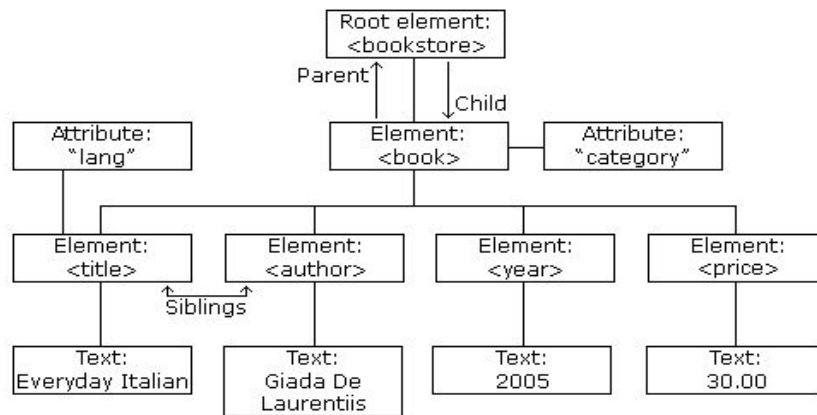 Root element:
<bookstore>
Parent
Child
Attribute:
“lang”
Element:
<book>
Attribute:
“category”
Element:
<title>
Element:
<author>
Element:
<year>
Element:
<price>
Siblings
Text:
Everyday Italian
Text:
Giada De
Laurentiis
Text:
2005
Text:
30.00